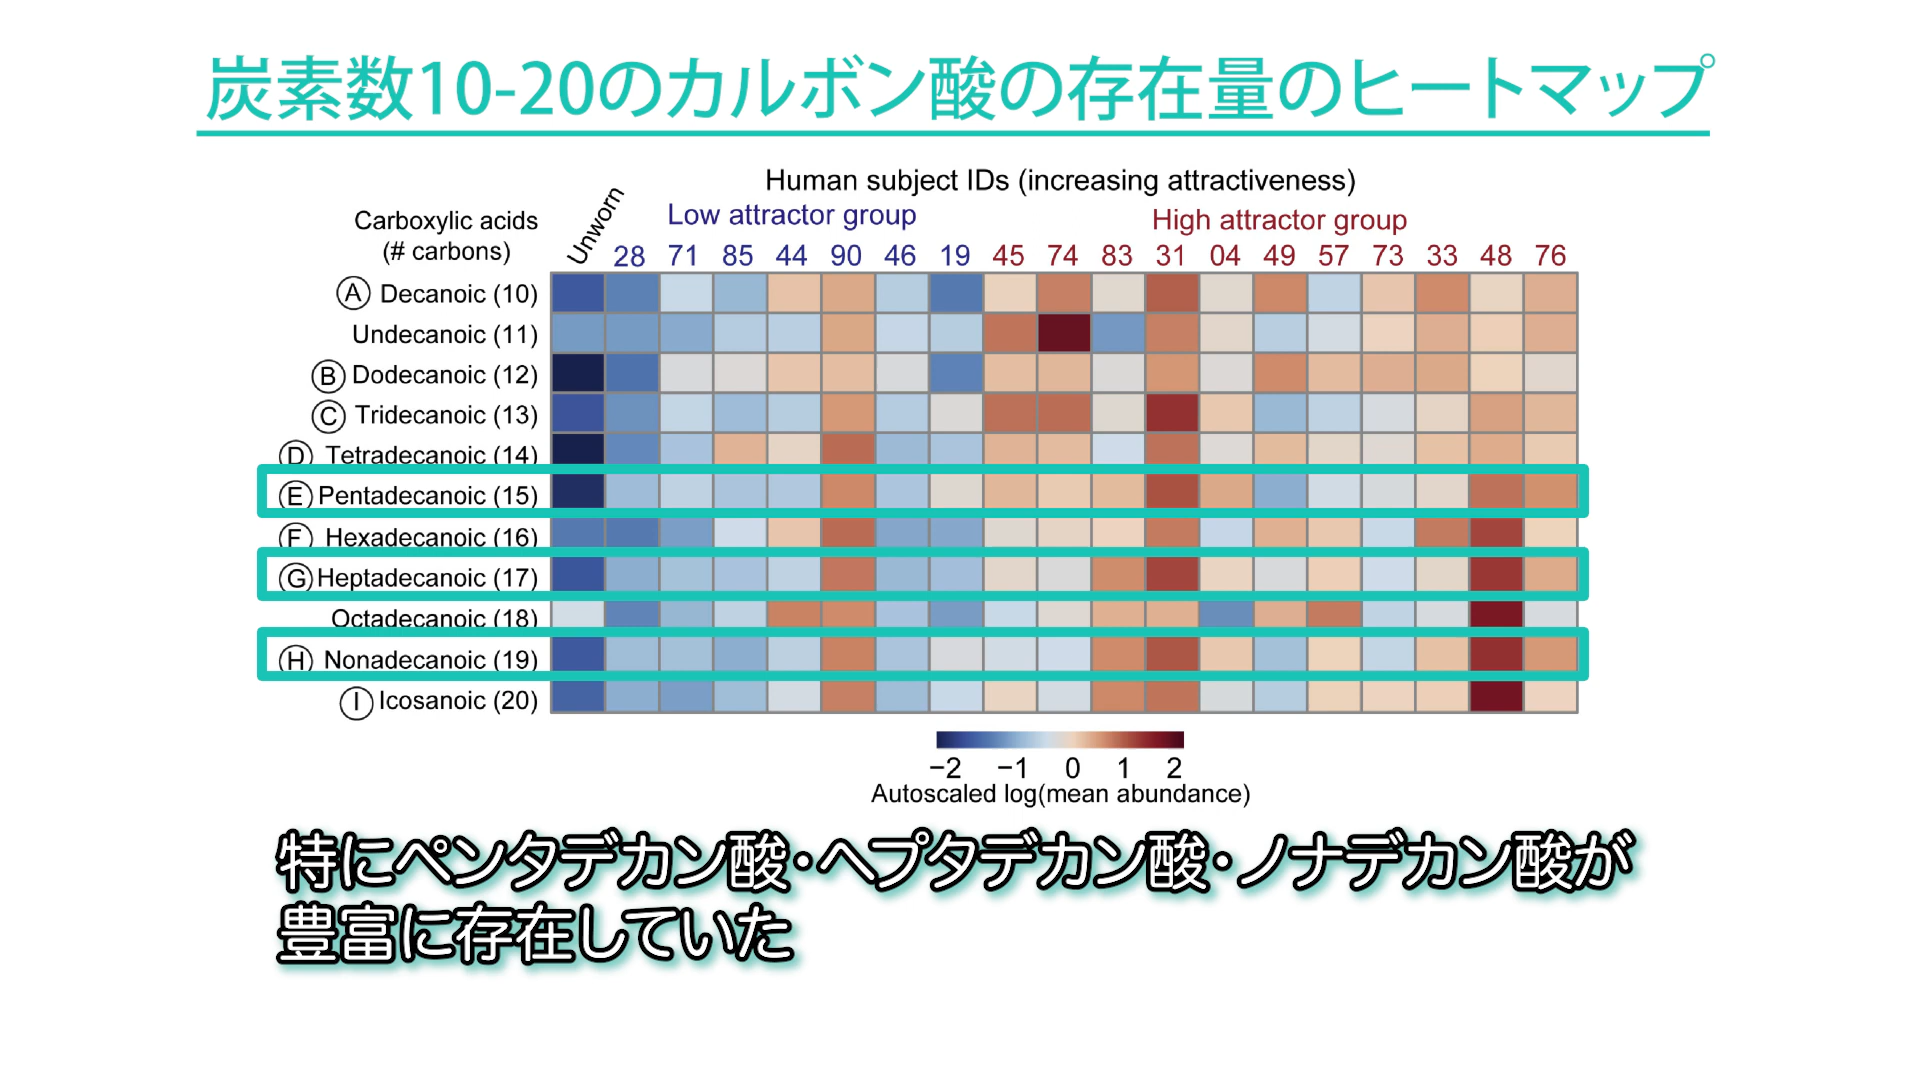 炭素数10-20のカルボン酸の存在量のヒートマップ
Human subject IDs (increasing attractiveness)
Low attractor group
High attractor group
Carboxylic acids
(# carbons)
Unworn 28 71 85 44 90 46 19 45 74 83 31 04 49 57 73 33 48 76
A Decanoic (10)
Undecanoic (11)
B Dodecanoic (12)
C Tridecanoic (13)
D Tetradecanoic (14)
E Pentadecanoic (15)
F Hexadecanoic (16)
G Heptadecanoic (17)
Octadecanoic (18)
H Nonadecanoic (19)
I Icosanoic (20)
−2 −1 0 1 2
Autoscaled log(mean abundance)
特にペンタデカン酸・ヘプタデカン酸・ノナデカン酸が
豊富に存在していた